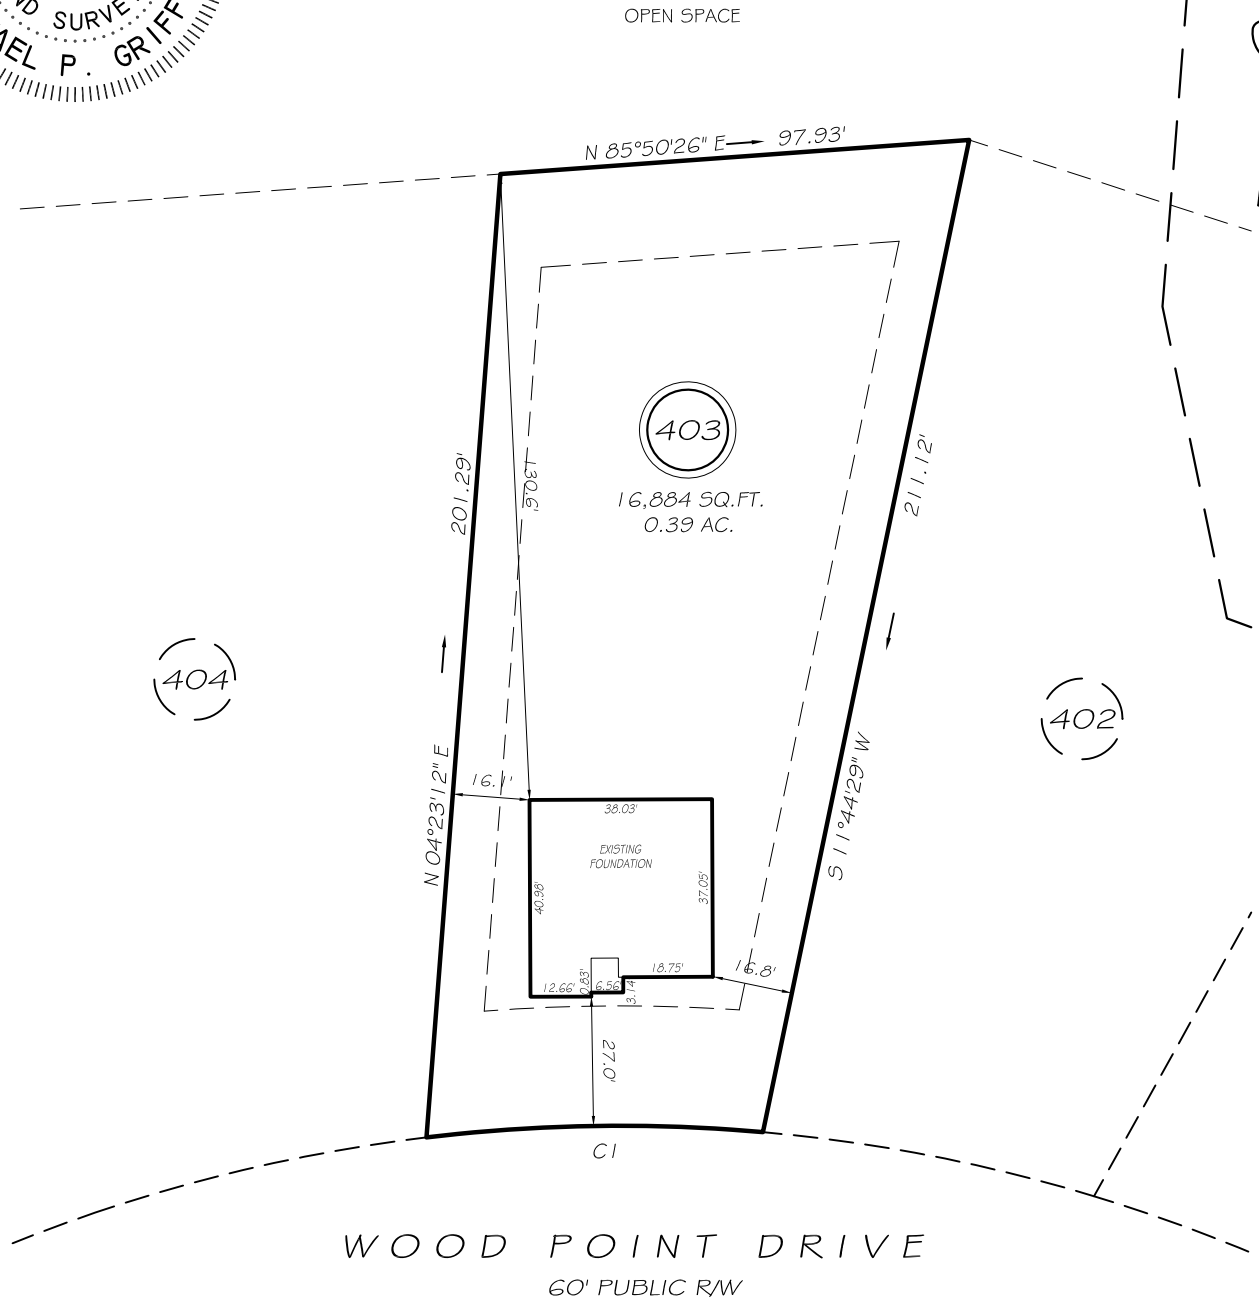 OPEN SPACE
SURVE
AEL P. GRIFF
N 85°50'26" E 97.93'
403
16,884 SQ.FT.
0.39 AC.
201.29'
130.6'
211.12'
404
402
N 04°23'12" E
S 11°44'29" W
16.1'
38.03'
EXISTING
FOUNDATION
40.98'
37.05'
18.75'
16.8'
12.66'
0.83'
6.56'
3.14'
27.0'
C1
WOOD POINT DRIVE
60' PUBLIC R/W